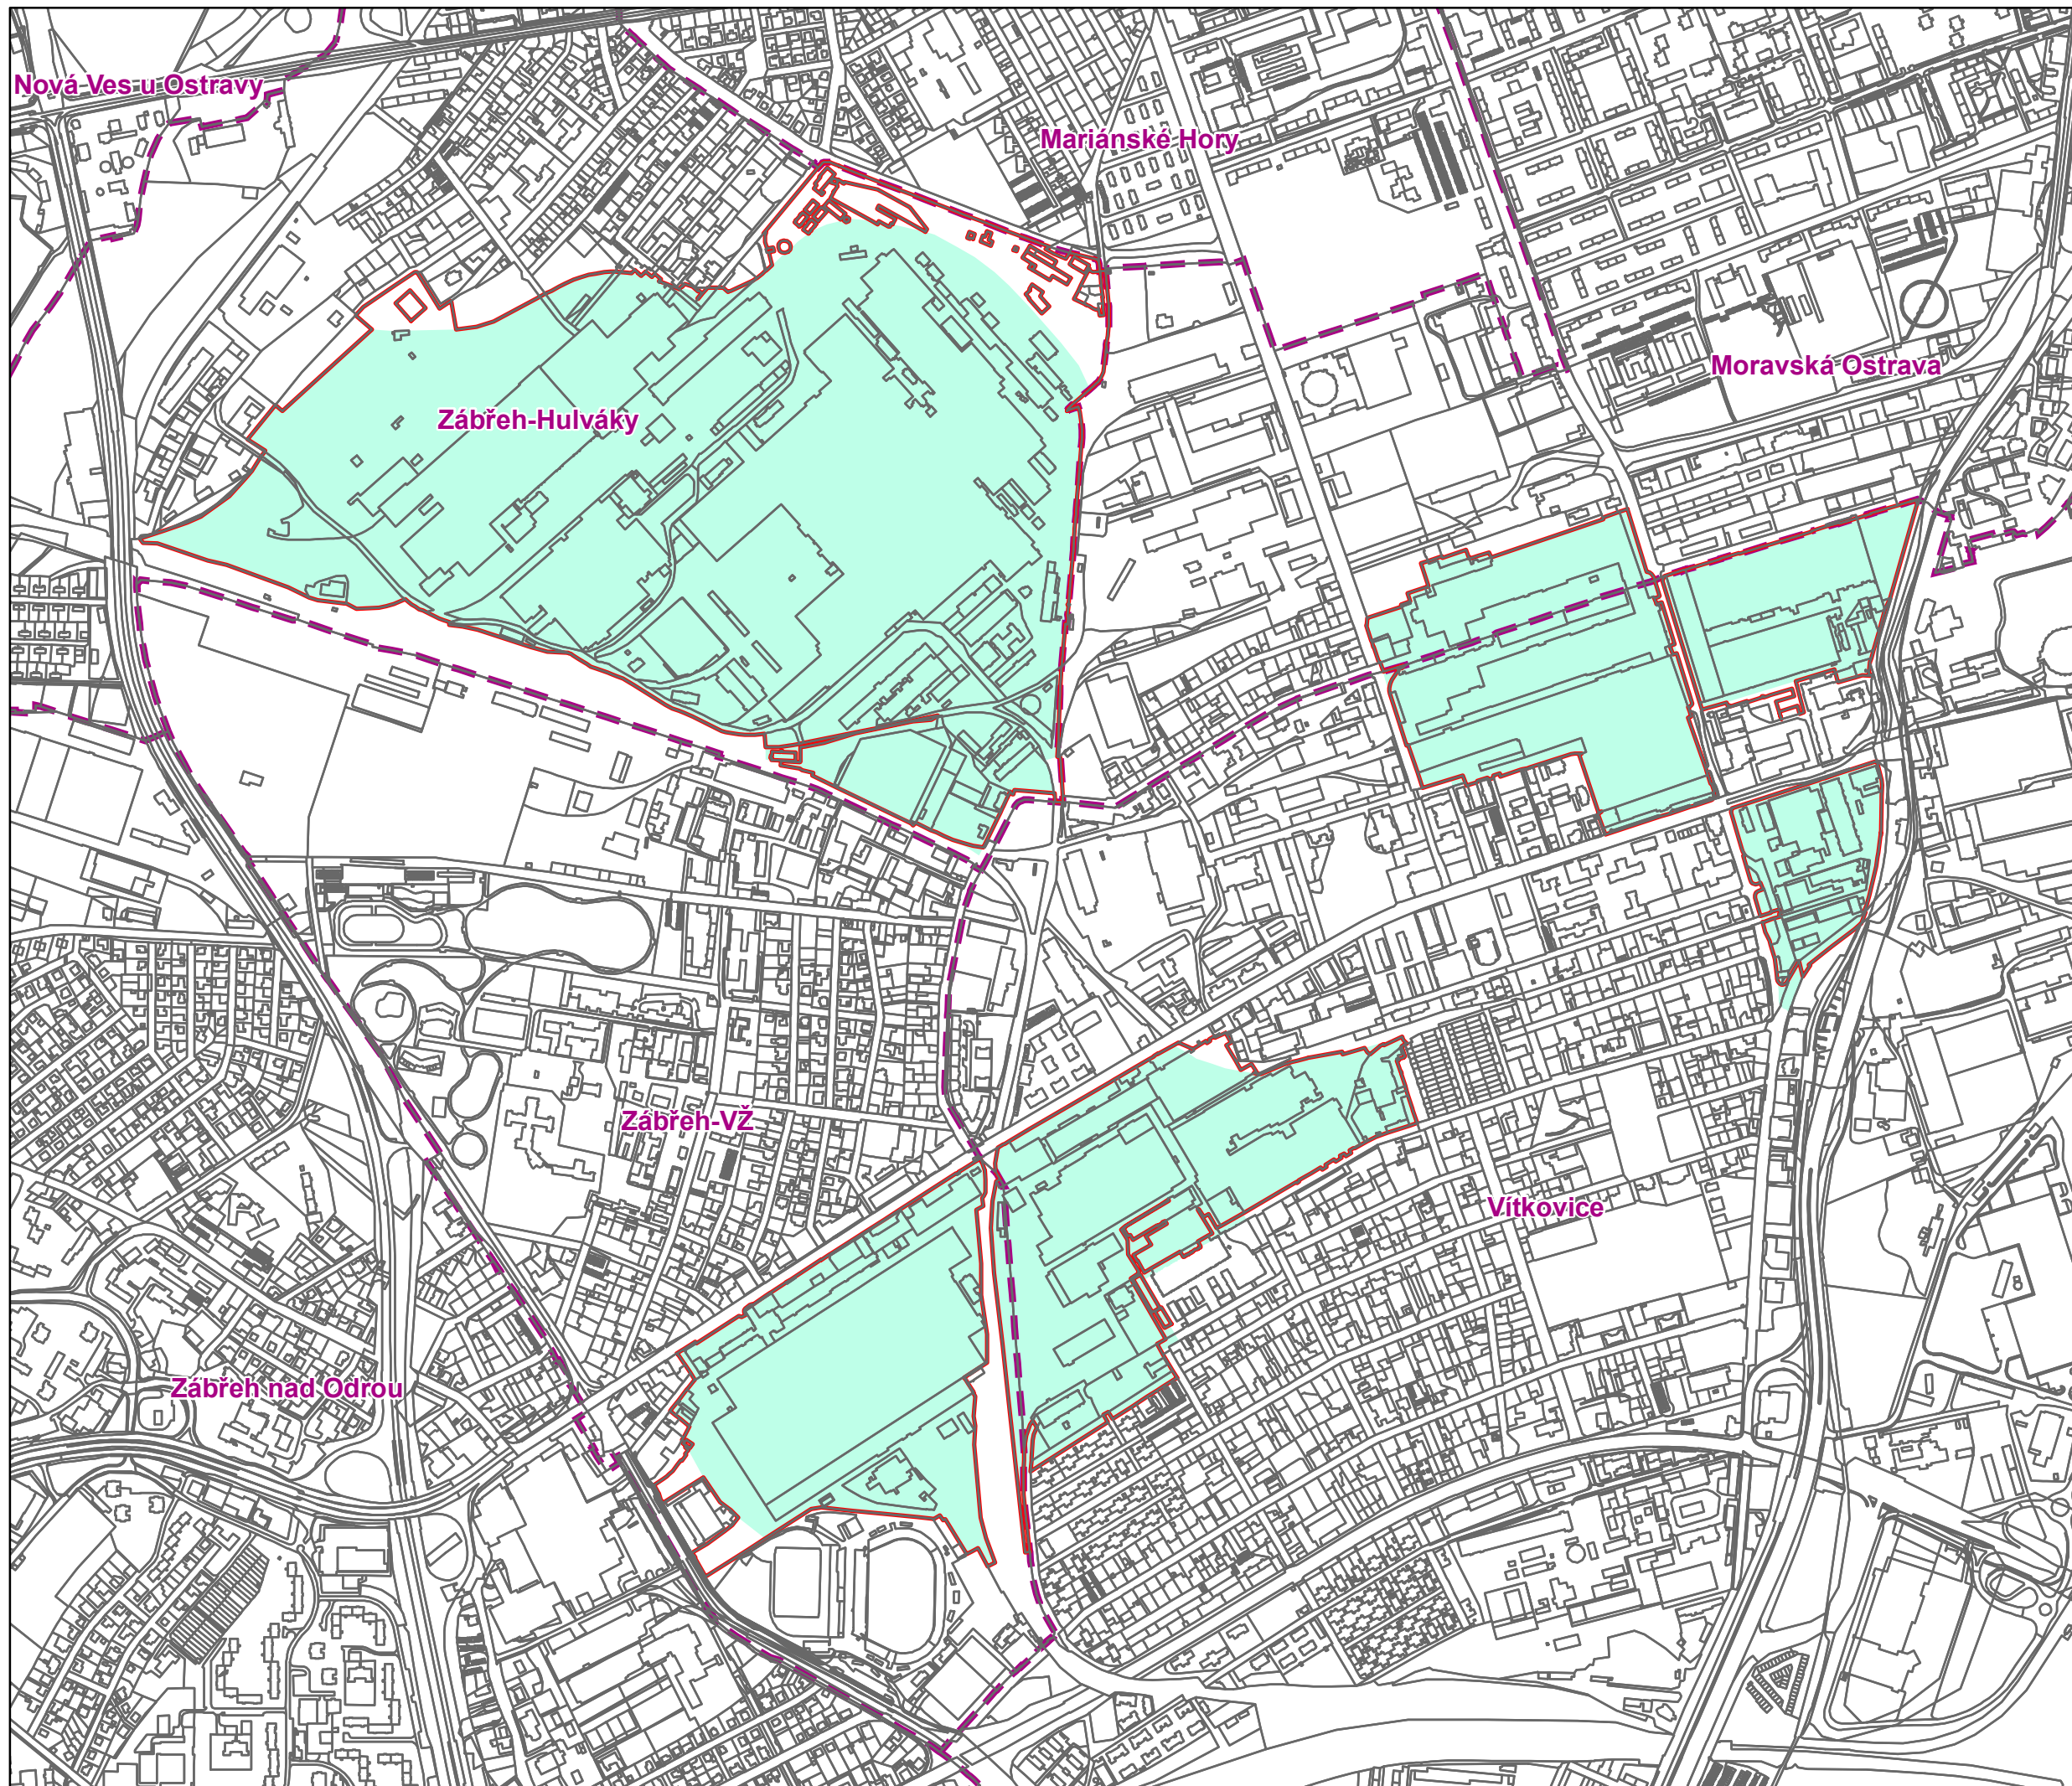 Nová Ves u Ostravy
Mariánské Hory
Moravská Ostrava
Zábřeh-Hulváky
Zábřeh-VŽ
Vítkovice
Zábřeh nad Odrou